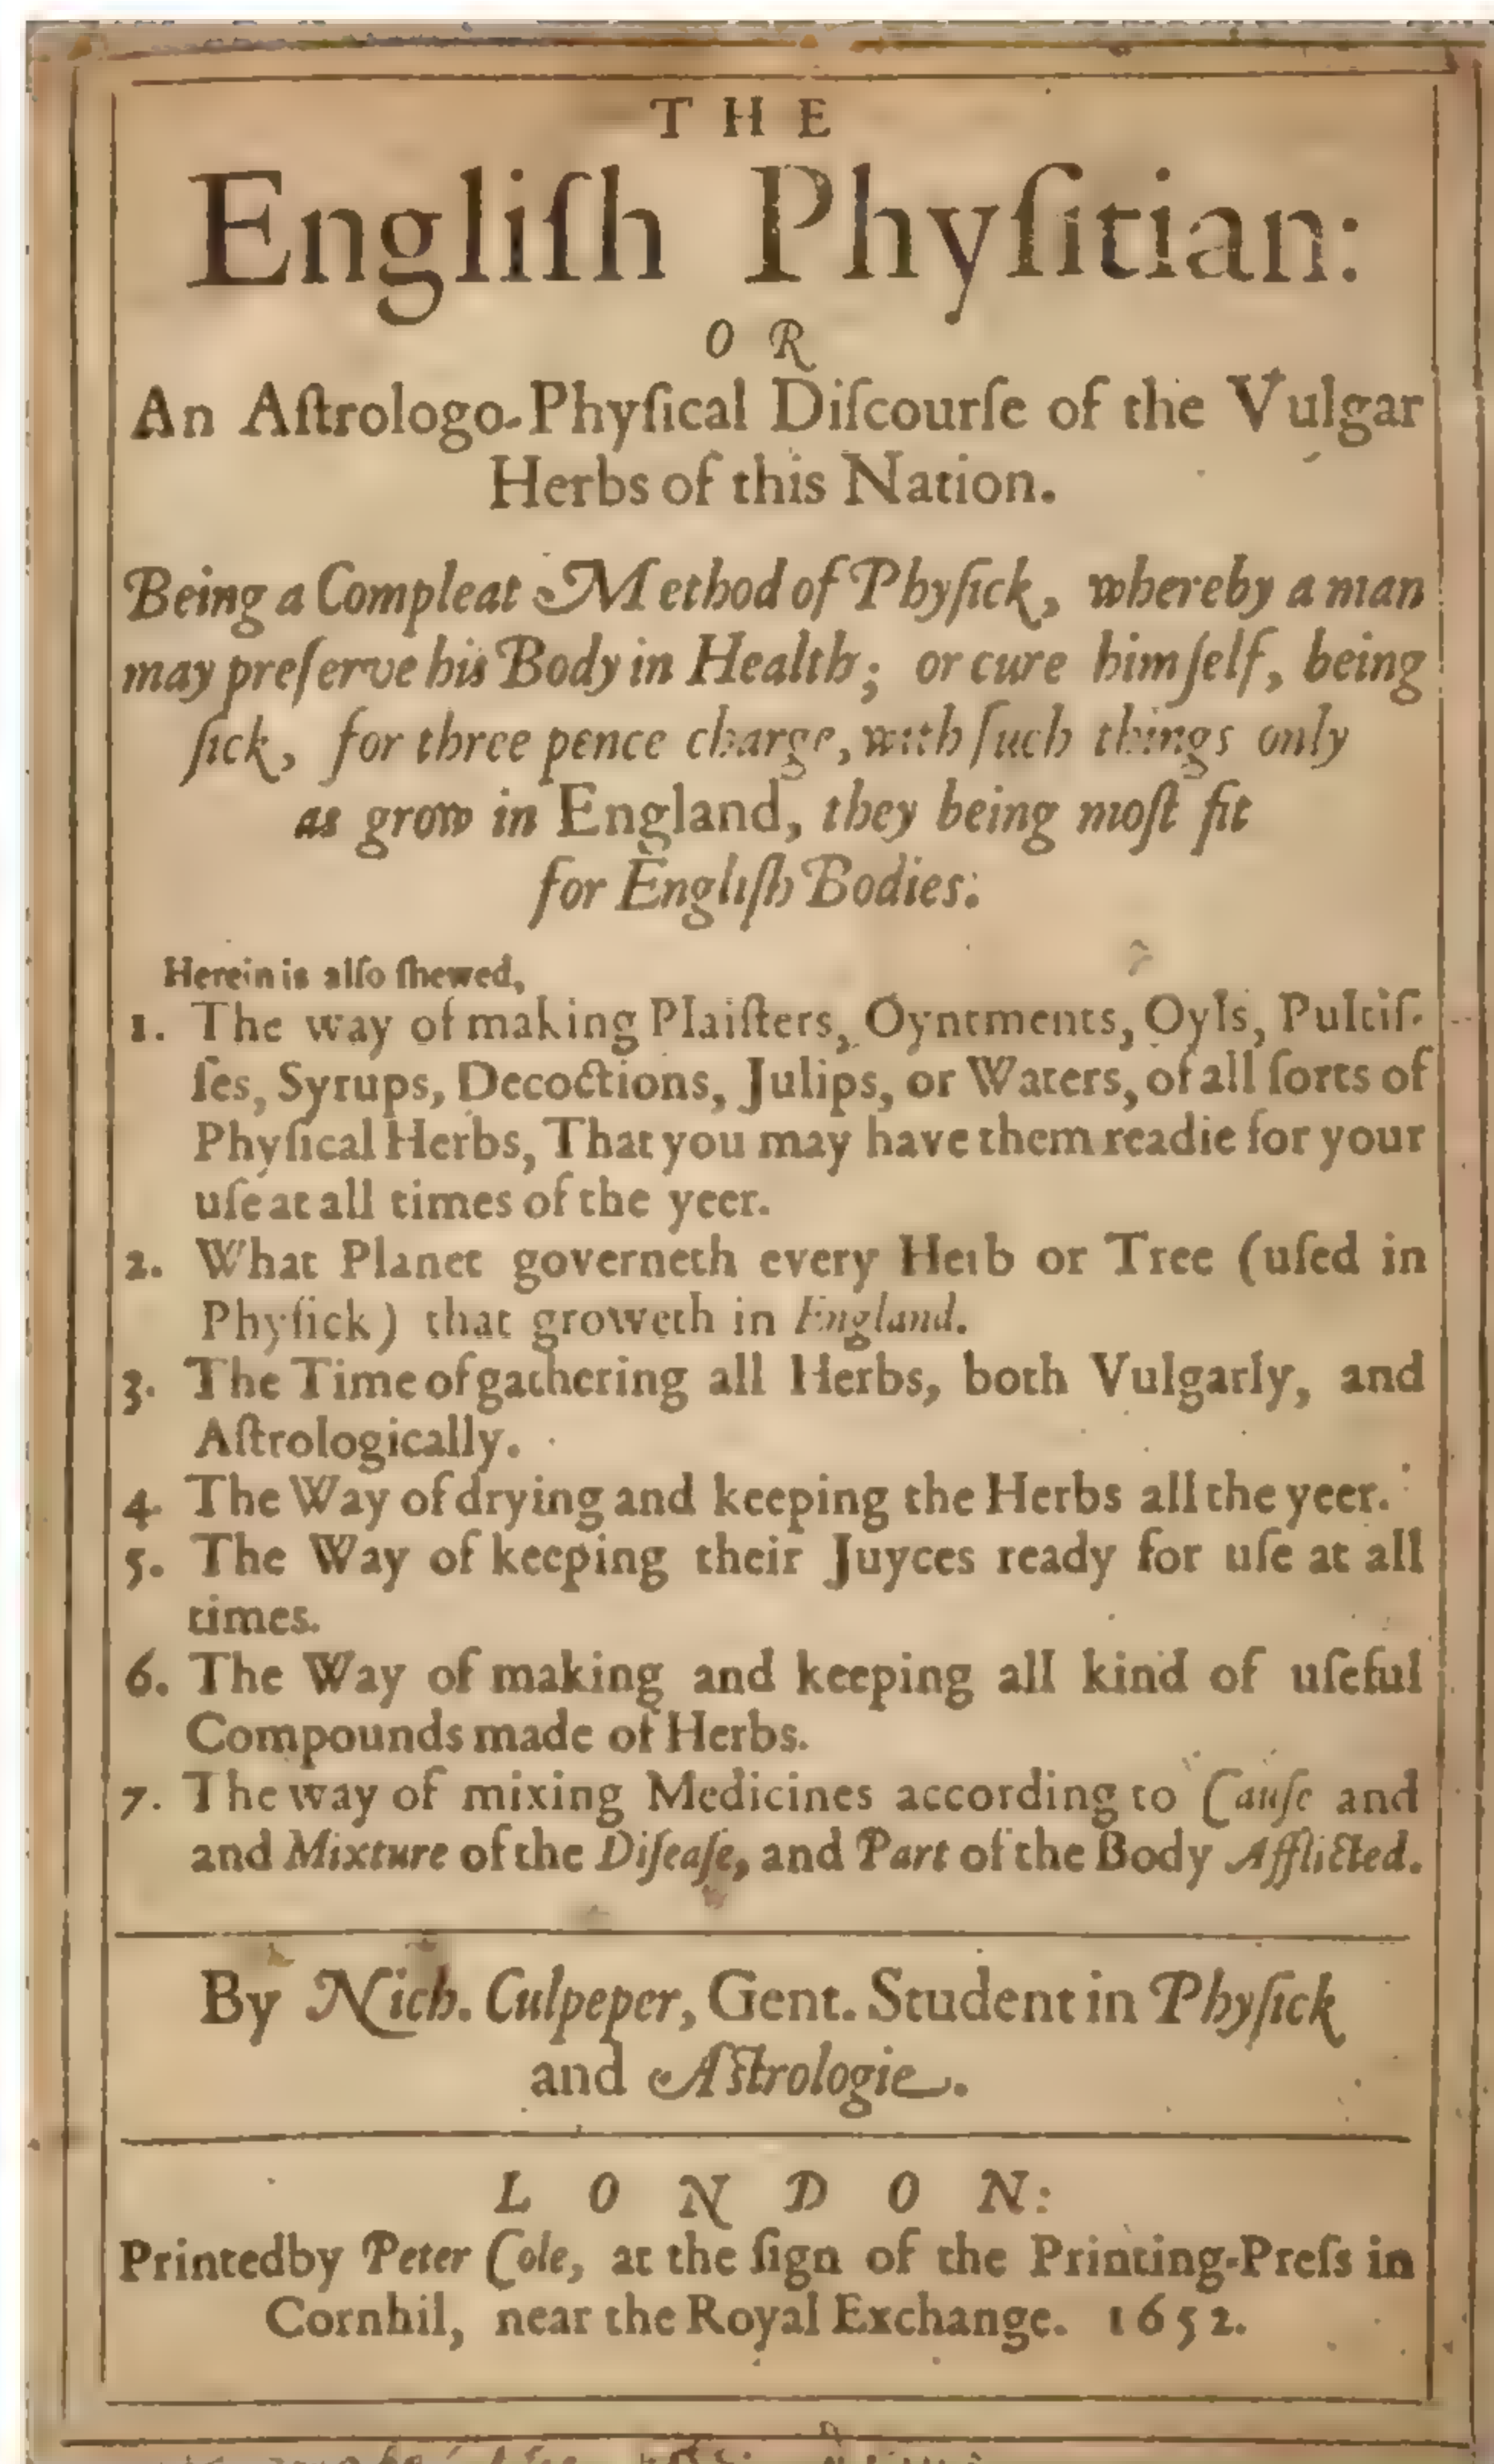 THE
Engliſh Phyſitian:
OR
An Aſtrologo-Phyſical Diſcourſe of the Vulgar
Herbs of this Nation.
Being a Compleat Method of Phyſick, whereby a man
may preſerve his Body in Health; or cure himſelf, being
ſick, for three pence charge, with ſuch things only
as grow in England, they being moſt fit
for Engliſh Bodies:
Herein is alſo ſhewed,
1. The way of making Plaiſters, Oyntments, Oyls, Pultiſ-
ſes, Syrups, Decoctions, Julips, or Waters, of all ſorts of
Phyſical Herbs, That you may have them readie for your
uſe at all times of the yeer.
2. What Planet governeth every Herb or Tree (uſed in
Phyſick) that groweth in England.
3. The Time of gathering all Herbs, both Vulgarly, and
Aſtrologically.
4. The Way of drying and keeping the Herbs all the yeer.
5. The Way of keeping their Juyces ready for uſe at all
times.
6. The Way of making and keeping all kind of uſeful
Compounds made of Herbs.
7. The way of mixing Medicines according to Cauſe and
and Mixture of the Diſeaſe, and Part of the Body Afflicted.
By Nich. Culpeper, Gent. Student in Phyſick
and Aſtrologie.
LONDON:
Printed by Peter Cole, at the ſign of the Printing-Preſs in
Cornhil, near the Royal Exchange. 1652.